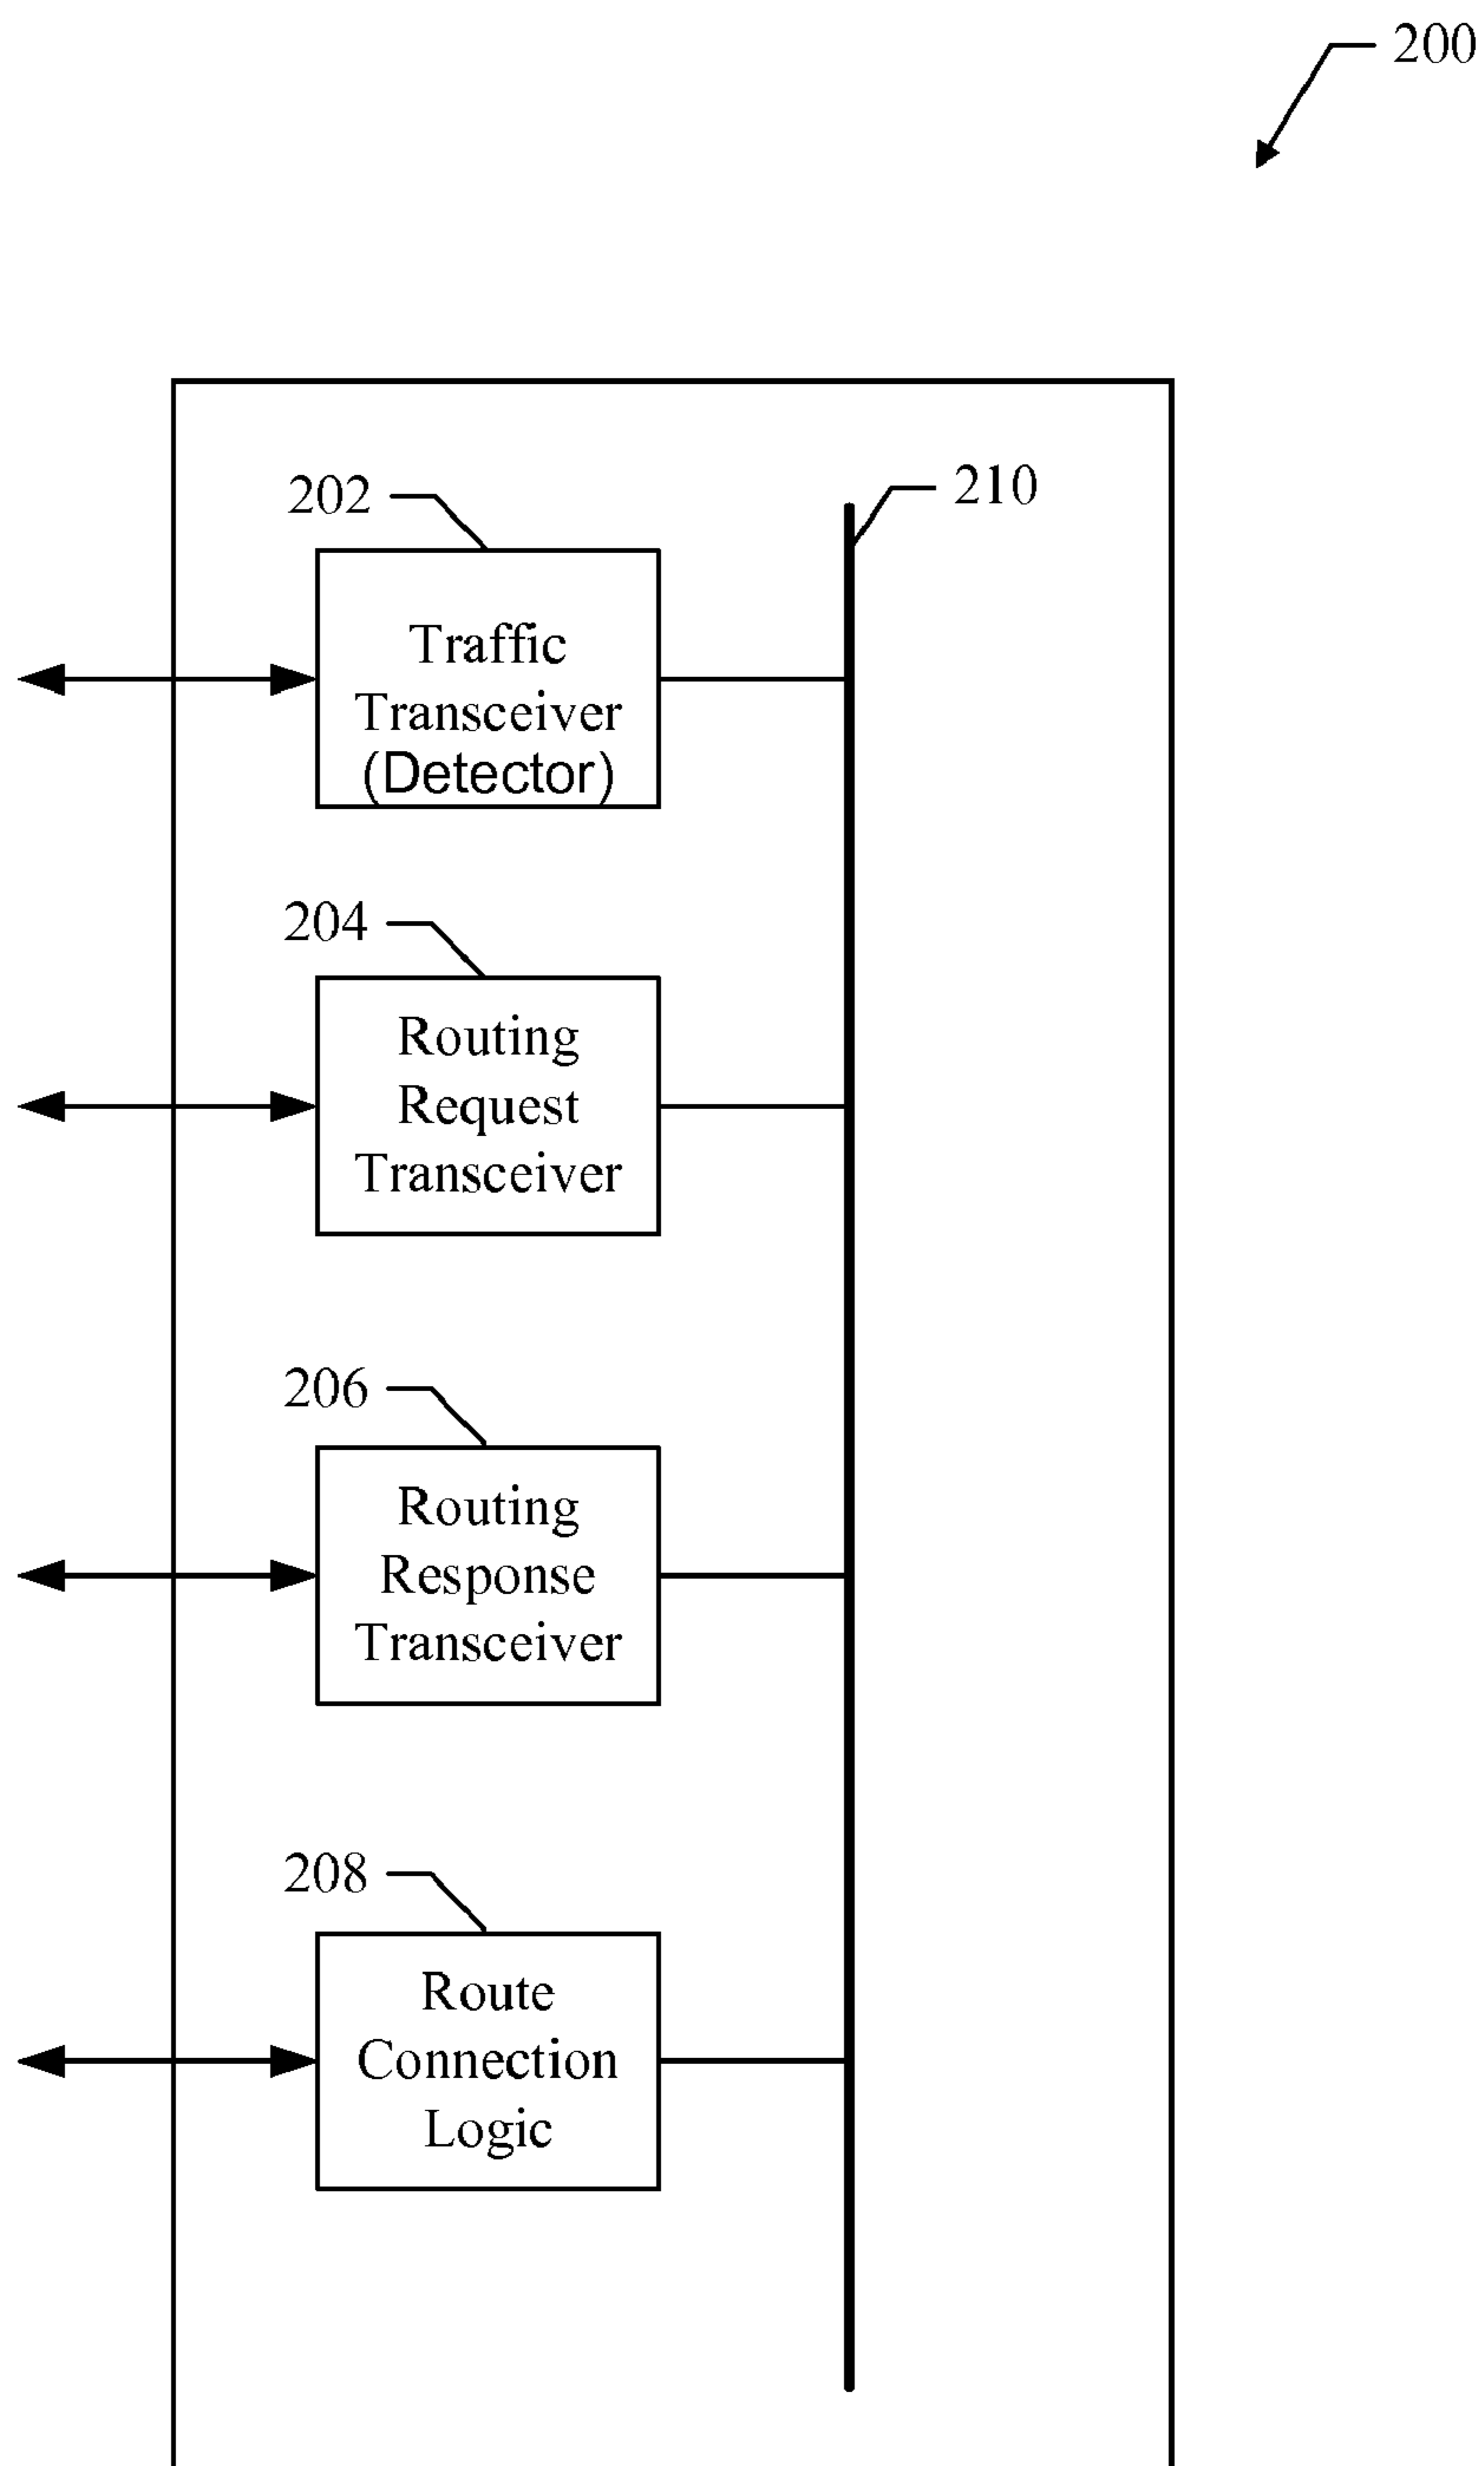 200
202
210
Traffic
Transceiver
(Detector)
204
Routing
Request
Transceiver
206
Routing
Response
Transceiver
208
Route
Connection
Logic